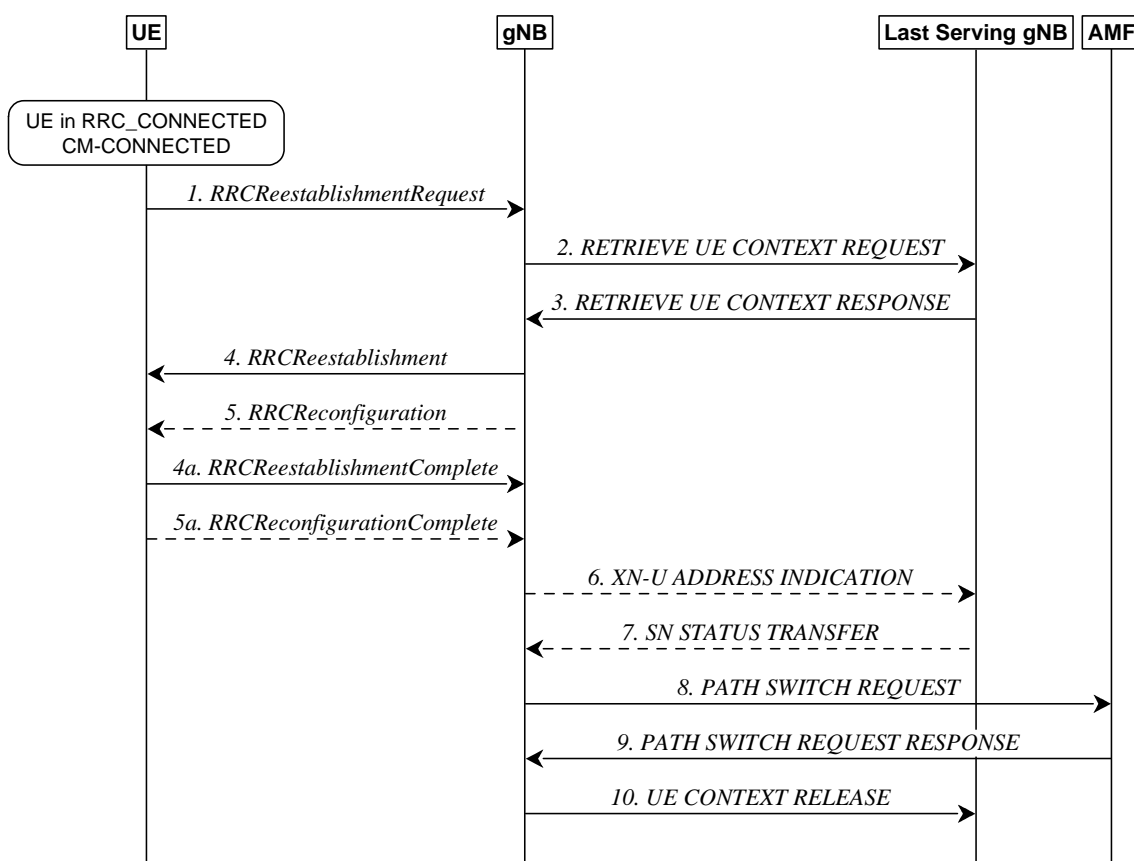 UE
gNB
Last Serving gNB
AMF
UE in RRC_CONNECTED
CM-CONNECTED
1. RRCReestablishmentRequest
2. RETRIEVE UE CONTEXT REQUEST
3. RETRIEVE UE CONTEXT RESPONSE
4. RRCReestablishment
5. RRCReconfiguration
4a. RRCReestablishmentComplete
5a. RRCReconfigurationComplete
6. XN-U ADDRESS INDICATION
7. SN STATUS TRANSFER
8. PATH SWITCH REQUEST
9. PATH SWITCH REQUEST RESPONSE
10. UE CONTEXT RELEASE